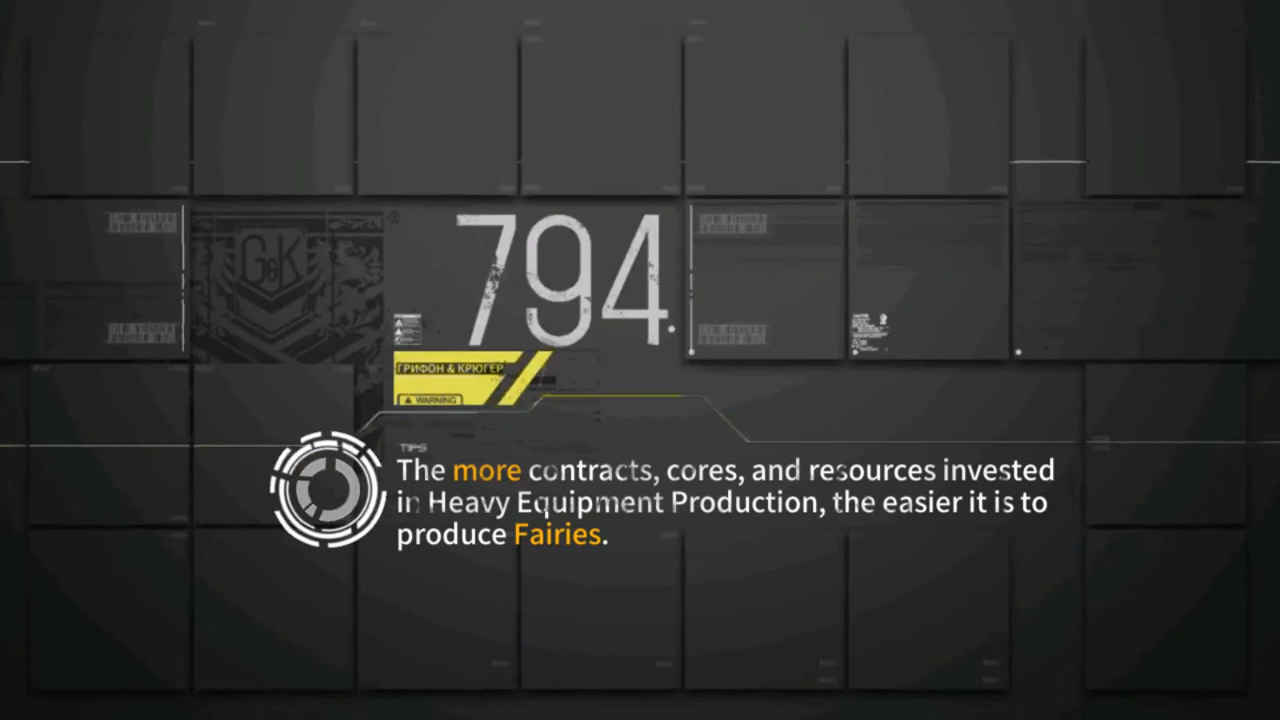 G&K
794.
ГРИФОН & КРЮГЕР
WARNING
TIPS
The more contracts, cores, and resources invested
in Heavy Equipment Production, the easier it is to
produce Fairies.